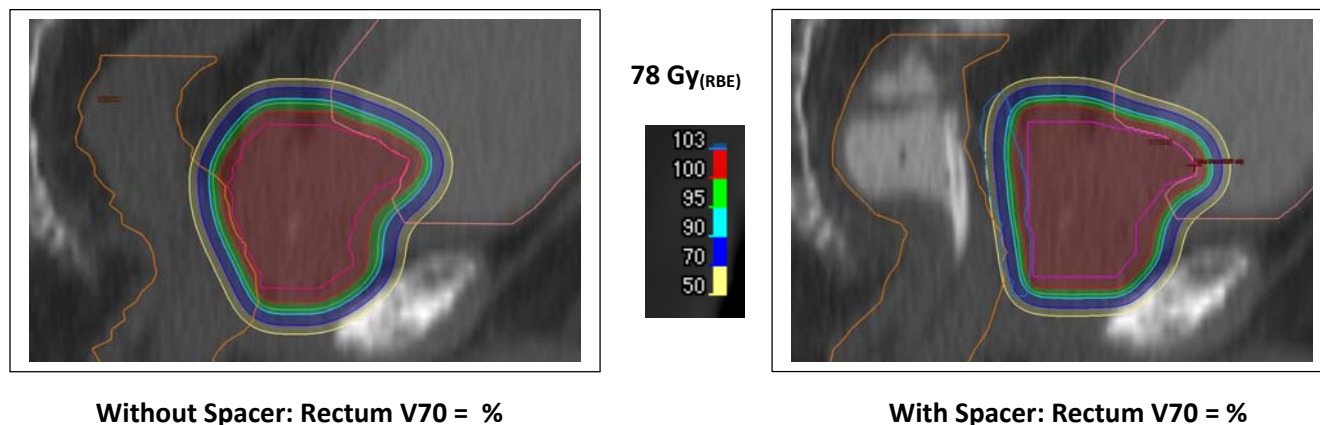 78 Gy(RBE)
103
100
95
90
70
50
Without Spacer: Rectum V70 = %
With Spacer: Rectum V70 = %